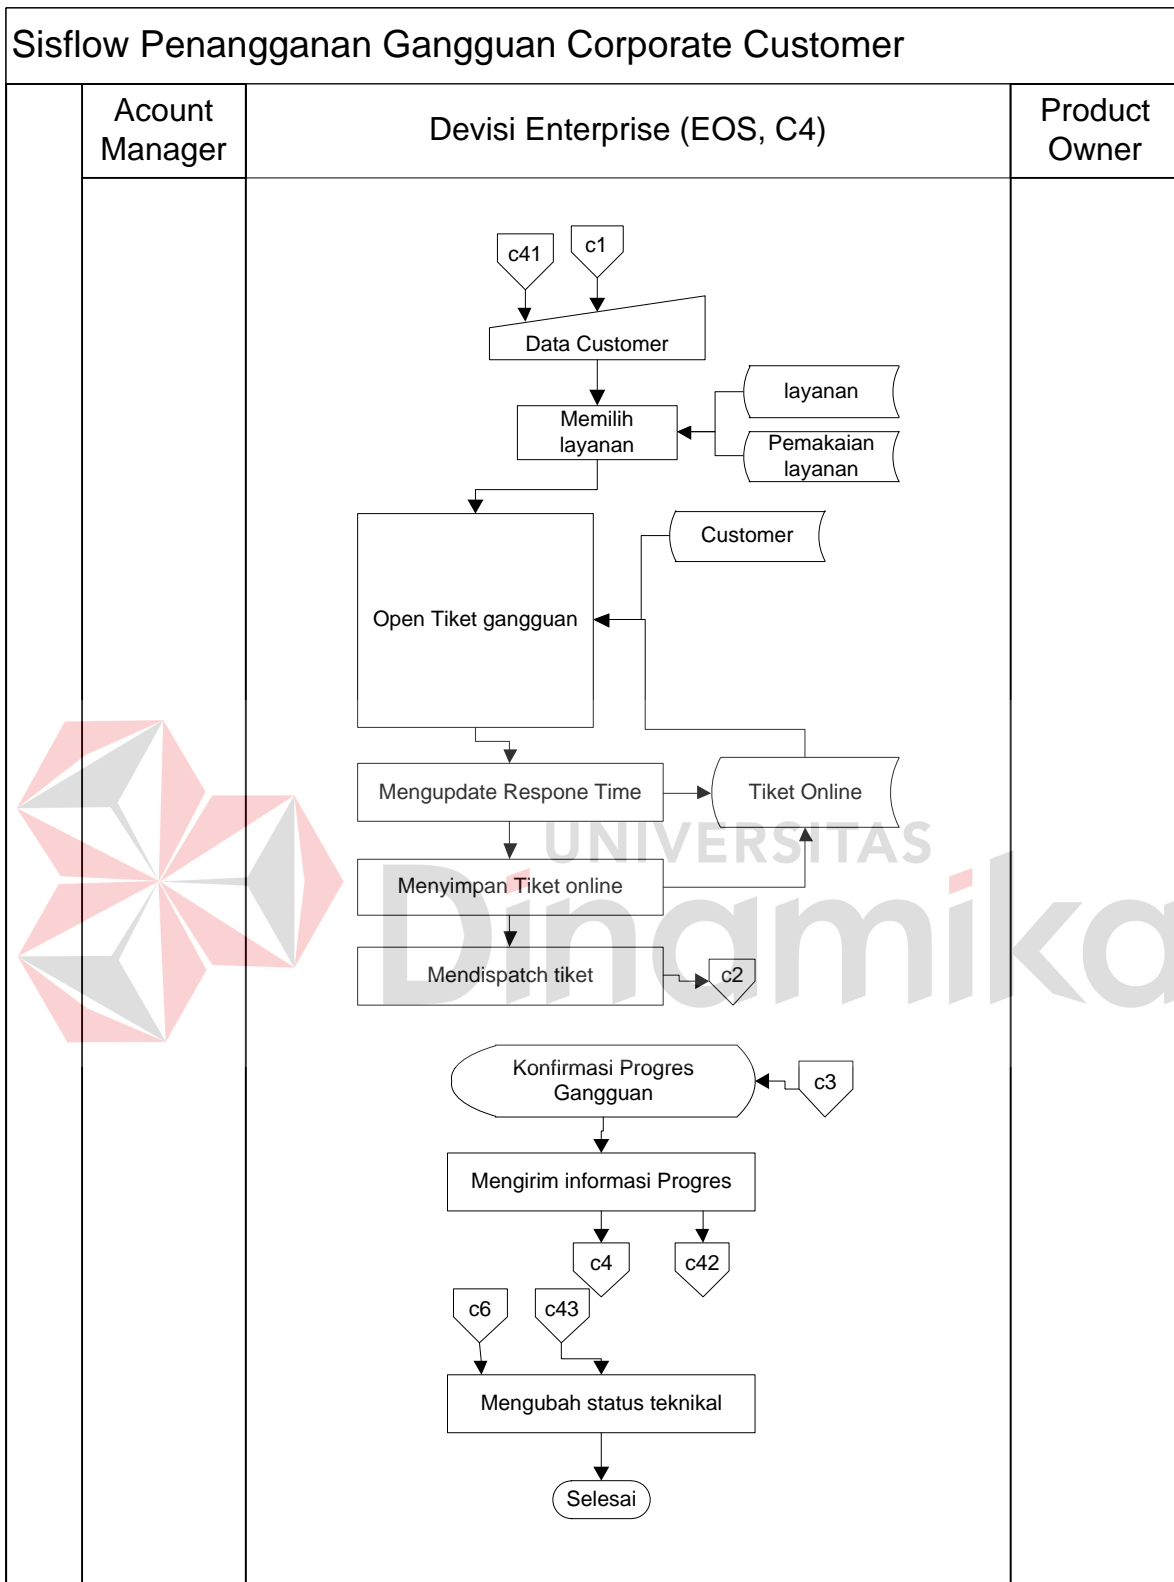 Sisflow Penangganan Gangguan Corporate Customer
Acount
Manager
Devisi Enterprise (EOS, C4)
Product
Owner
c41
c1
Data Customer
Memilih
layanan
layanan
Pemakaian
layanan
Customer
Open Tiket gangguan
Mengupdate Respone Time
Tiket Online
UNIVERSITAS
Dinamika
Menyimpan Tiket online
Mendispatch tiket
c2
Konfirmasi Progres
Gangguan
c3
Mengirim informasi Progres
c4
c42
c6
c43
Mengubah status teknikal
Selesai